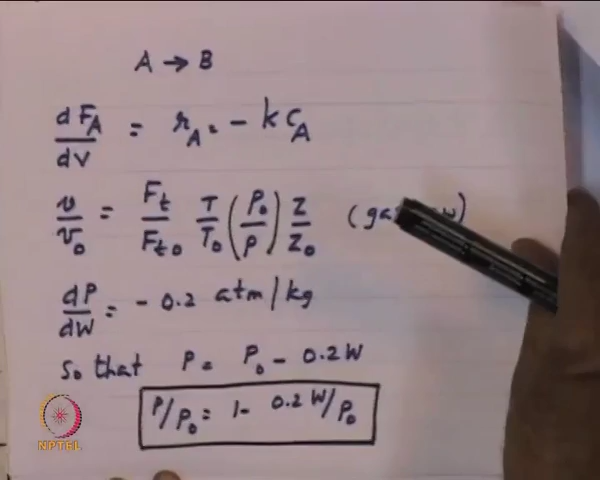 A → B
dF_A/dV = r_A = - k C_A
v/v_0 = F_t/F_t0 T/T_0 (P_0/P) Z/Z_0
dP/dW = - 0.2 atm/kg
So that P = P_0 - 0.2 W
P/P_0 = 1 - 0.2 W/P_0
NPTEL